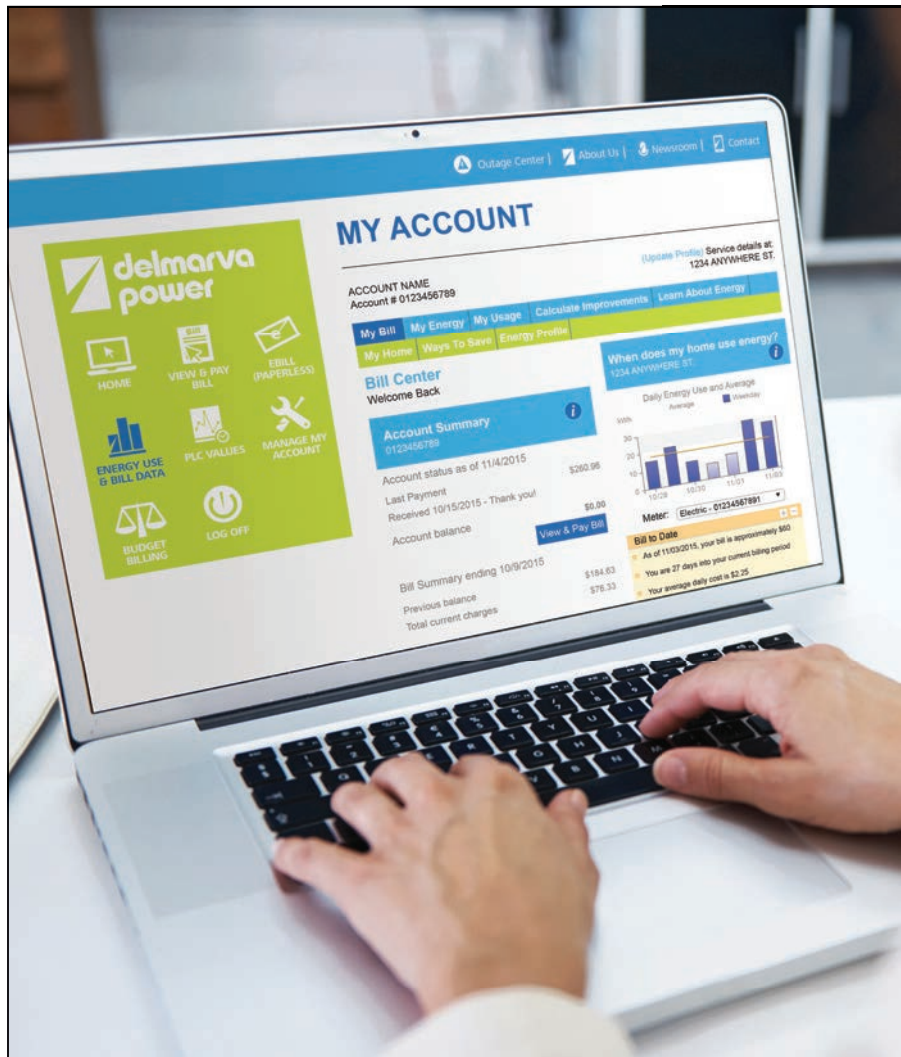 Outage Center | About Us | Newsroom | Contact
delmarva
power
HOME
BILL
VIEW & PAY
BILL
EBILL
(PAPERLESS)
ENERGY USE
& BILL DATA
PLC VALUES
MANAGE MY
ACCOUNT
BUDGET
BILLING
LOG OFF
MY ACCOUNT
ACCOUNT NAME
Account # 0123456789
(Update Profile) Service details at:
1234 ANYWHERE ST.
My Bill My Energy My Usage Calculate Improvements Learn About Energy
My Home Ways To Save Energy Profile
Bill Center
Welcome Back
Account Summary
0123456789
Account status as of 11/4/2015
Last Payment $260.96
Received 10/15/2015 - Thank you!
Account balance $0.00
View & Pay Bill
Bill Summary ending 10/9/2015
Previous balance $184.63
Total current charges $76.33
When does my home use energy?
1234 ANYWHERE ST.
Daily Energy Use and Average
Average Weekday
kWh
30
20
10
0
10/28 10/30 11/01 11/03
Meter: Electric - 01234567891
Bill to Date
As of 11/03/2015, your bill is approximately $60
You are 27 days into your current billing period
Your average daily cost is $2.25